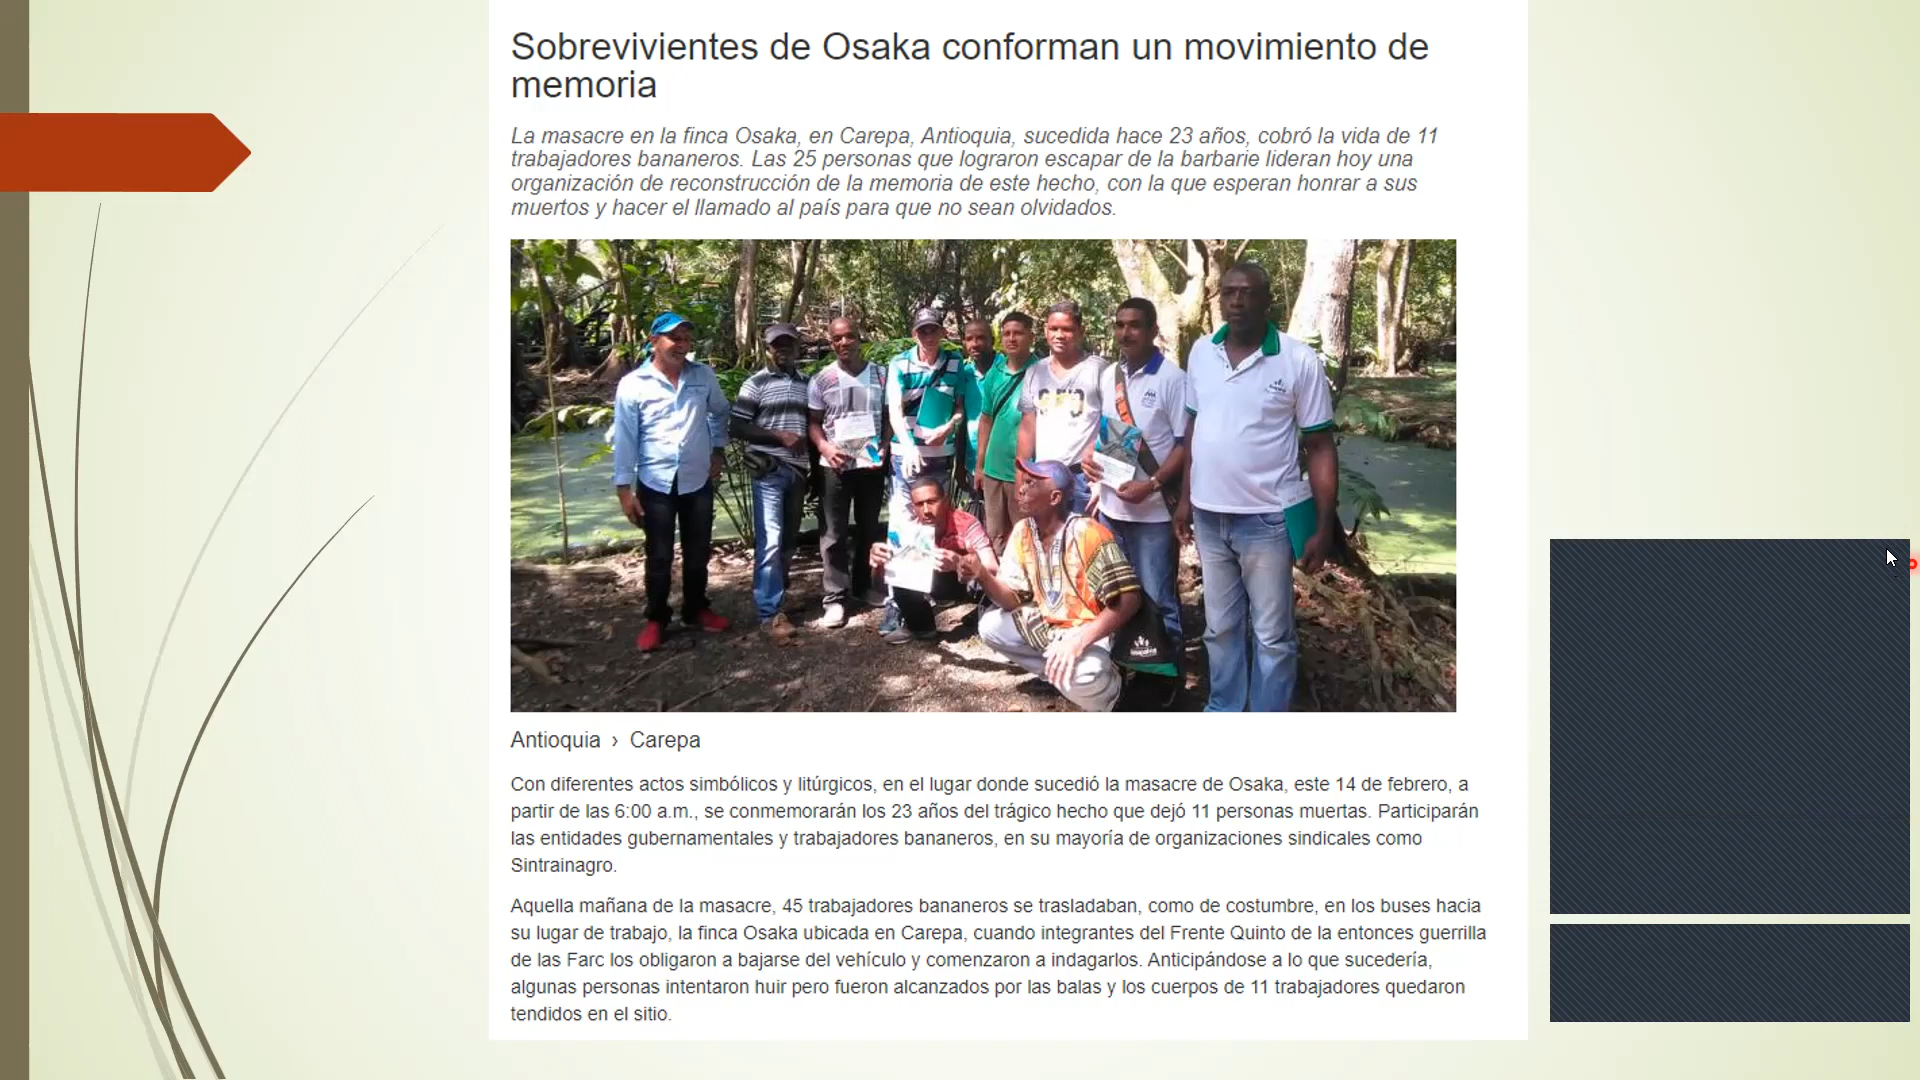 Sobrevivientes de Osaka conforman un movimiento de
memoria
La masacre en la finca Osaka, en Carepa, Antioquia, sucedida hace 23 años, cobró la vida de 11
trabajadores bananeros. Las 25 personas que lograron escapar de la barbarie lideran hoy una
organización de reconstrucción de la memoria de este hecho, con la que esperan honrar a sus
muertos y hacer el llamado al país para que no sean olvidados.
Antioquia › Carepa
Con diferentes actos simbólicos y litúrgicos, en el lugar donde sucedió la masacre de Osaka, este 14 de febrero, a
partir de las 6:00 a.m., se conmemorarán los 23 años del trágico hecho que dejó 11 personas muertas. Participarán
las entidades gubernamentales y trabajadores bananeros, en su mayoría de organizaciones sindicales como
Sintrainagro.
Aquella mañana de la masacre, 45 trabajadores bananeros se trasladaban, como de costumbre, en los buses hacia
su lugar de trabajo, la finca Osaka ubicada en Carepa, cuando integrantes del Frente Quinto de la entonces guerrilla
de las Farc los obligaron a bajarse del vehículo y comenzaron a indagarlos. Anticipándose a lo que sucedería,
algunas personas intentaron huir pero fueron alcanzados por las balas y los cuerpos de 11 trabajadores quedaron
tendidos en el sitio.